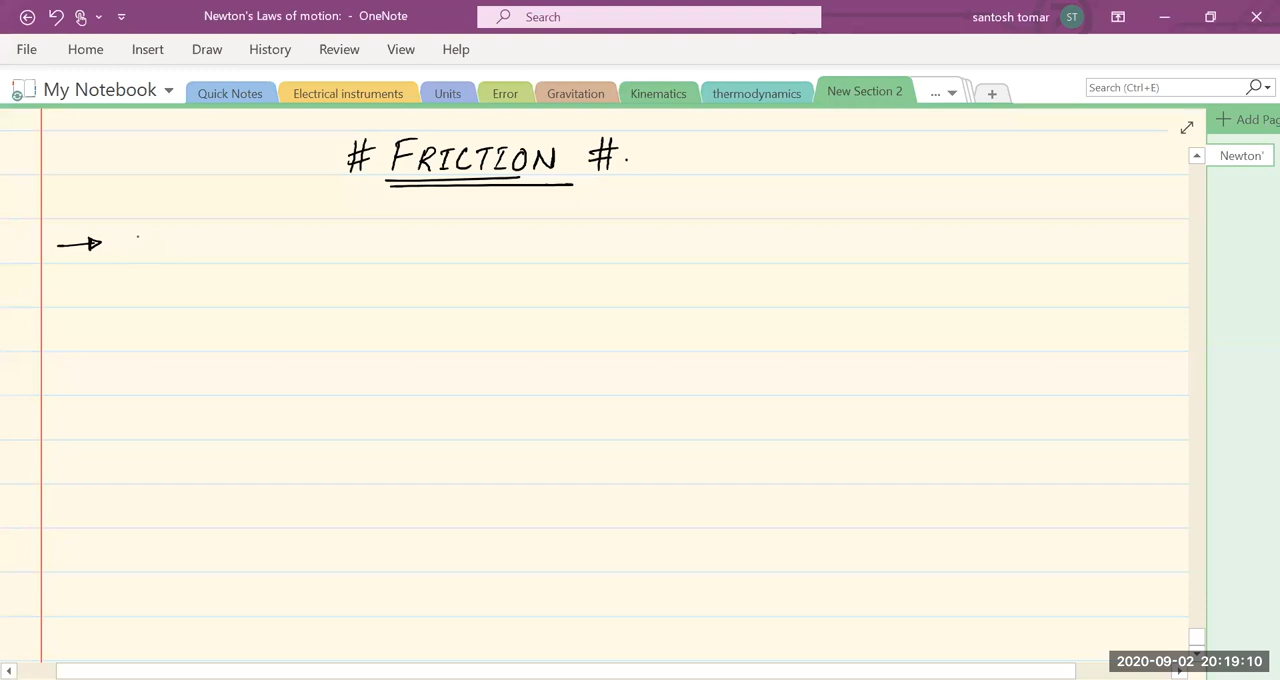 Newton's Laws of motion: - OneNote
Search
santosh tomar ST
File Home Insert Draw History Review View Help
My Notebook Quick Notes Electrical instruments Units Error Gravitation Kinematics thermodynamics New Section 2 ... + Search (Ctrl+E)
+ Add Pag
# FRICTION #.
Newton'
→
2020-09-02 20:19:10